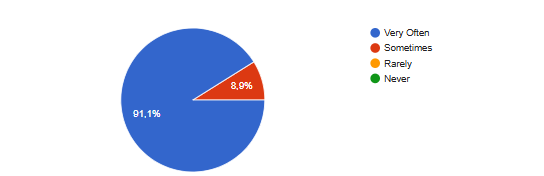 Very Often
Sometimes
Rarely
Never
8,9%
91,1%